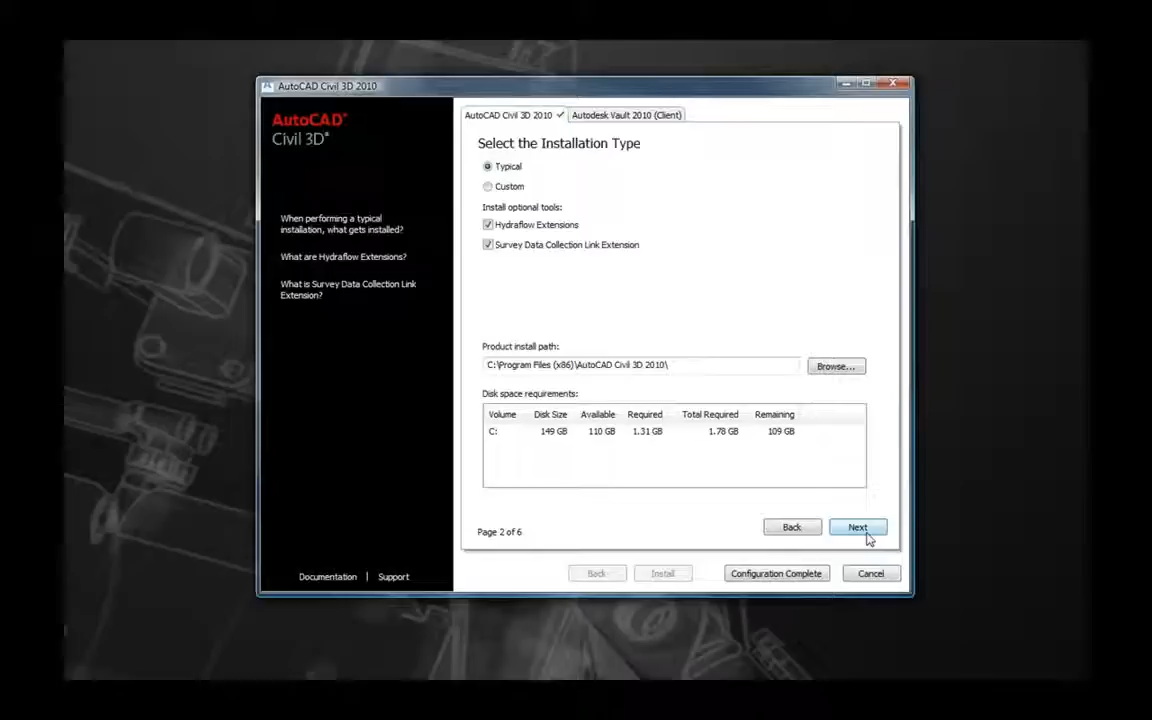 AutoCAD Civil 3D 2010
AutoCAD®
Civil 3D®
When performing a typical
installation, what gets installed?
What are Hydraflow Extensions?
What is Survey Data Collection Link
Extension?
Documentation | Support
AutoCAD Civil 3D 2010
Autodesk Vault 2010 (Client)
Select the Installation Type
Typical
Custom
Install optional tools:
Hydraflow Extensions
Survey Data Collection Link Extension
Product install path:
C:\Program Files (x86)\AutoCAD Civil 3D 2010\
Browse...
Disk space requirements:
Volume Disk Size Available Required Total Required Remaining
C: 149 GB 110 GB 1.31 GB 1.78 GB 109 GB
Page 2 of 6
Back Next
Back Install Configuration Complete Cancel